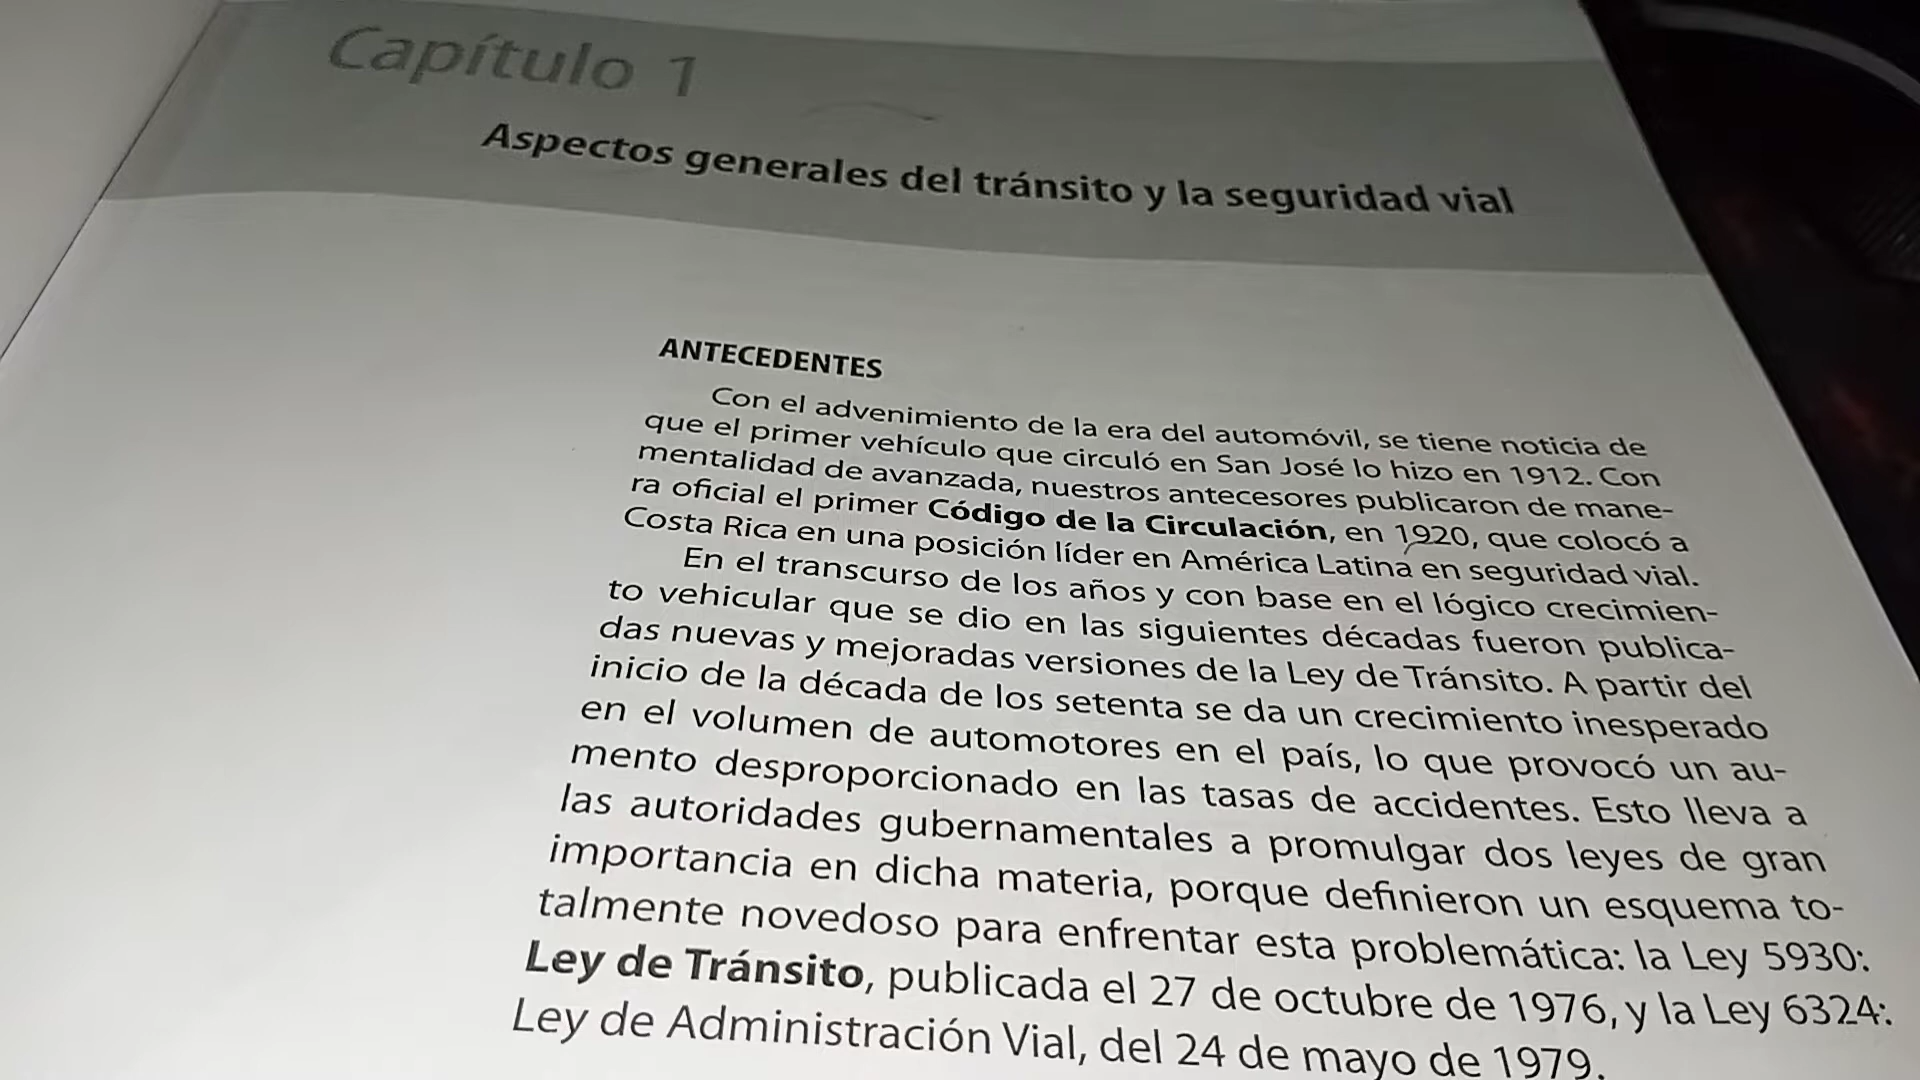 Capítulo 1
Aspectos generales del tránsito y la seguridad vial
ANTECEDENTES
Con el advenimiento de la era del automóvil, se tiene noticia de
que el primer vehículo que circuló en San José lo hizo en 1912. Con
mentalidad de avanzada, nuestros antecesores publicaron de mane-
ra oficial el primer Código de la Circulación, en 1920, que colocó a
Costa Rica en una posición líder en América Latina en seguridad vial.
En el transcurso de los años y con base en el lógico crecimien-
to vehicular que se dio en las siguientes décadas fueron publica-
das nuevas y mejoradas versiones de la Ley de Tránsito. A partir del
inicio de la década de los setenta se da un crecimiento inesperado
en el volumen de automotores en el país, lo que provocó un au-
mento desproporcionado en las tasas de accidentes. Esto lleva a
las autoridades gubernamentales a promulgar dos leyes de gran
importancia en dicha materia, porque definieron un esquema to-
talmente novedoso para enfrentar esta problemática: la Ley 5930:
Ley de Tránsito, publicada el 27 de octubre de 1976, y la Ley 6324:
Ley de Administración Vial, del 24 de mayo de 1979.